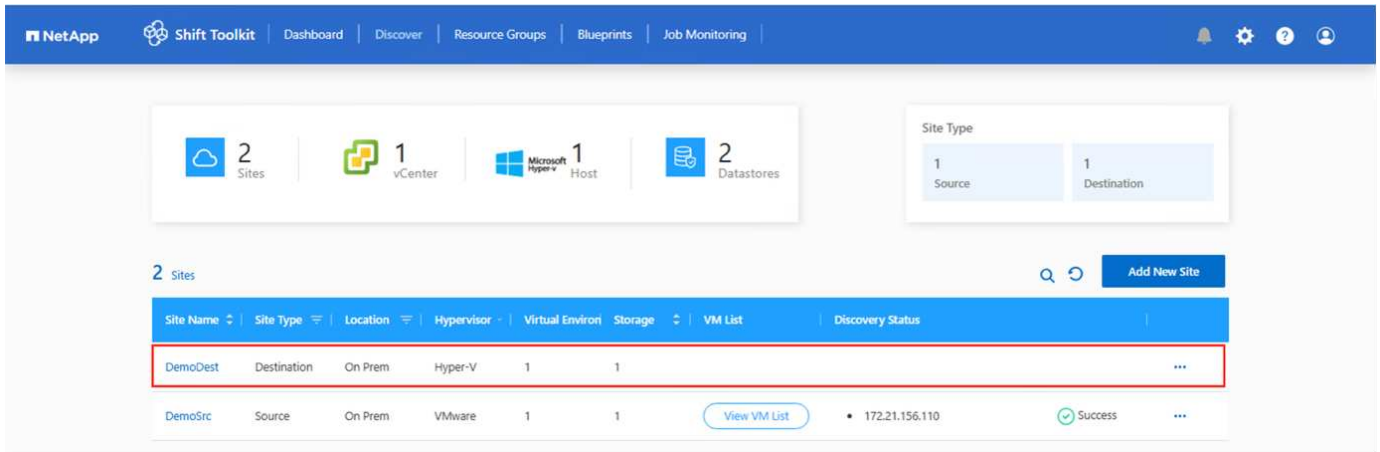 NetApp Shift Toolkit Dashboard Discover Resource Groups Blueprints Job Monitoring
2 Sites
1 vCenter
Microsoft Hyper-v 1 Host
2 Datastores
Site Type
1 Source
1 Destination
2 Sites
Add New Site
Site Name Site Type Location Hypervisor Virtual Environ Storage VM List Discovery Status
DemoDest Destination On Prem Hyper-V 1 1 ...
DemoSrc Source On Prem VMware 1 1 View VM List • 172.21.156.110 Success ...